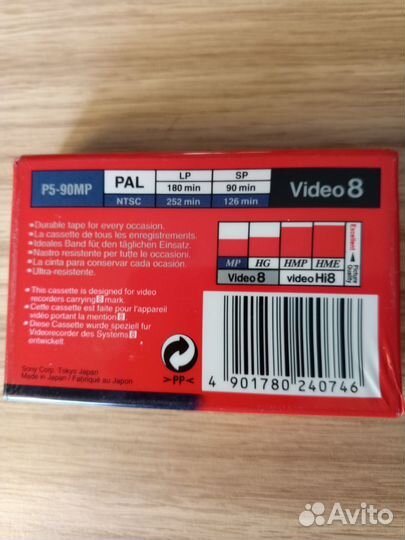 P5-90MP
PAL LP SP
180 min 90 min
NTSC 252 min 126 min
Video 8
Durable tape for every occasion.
La cassette de tous les enregistrements.
Ideales Band für den täglichen Einsatz.
Nastro resistente per tutte le occasioni.
La cinta para conservar cada ocasión.
Ultra-resistente.
MP HG HMP HME
Video 8 video Hi8
Excellent
Picture Quality
This cassette is designed for video
recorders carrying 8 mark.
Cette cassette est faite pour l'appareil
vidéo portant la mention 8
Diese Cassette wurde speziell fur
Videorecorder des Systems 8
entwickelt.
>PP<
Sony Corp. Tokyo Japan
Made in Japan / Fabriqué au Japon
4 901780 240746
Avito